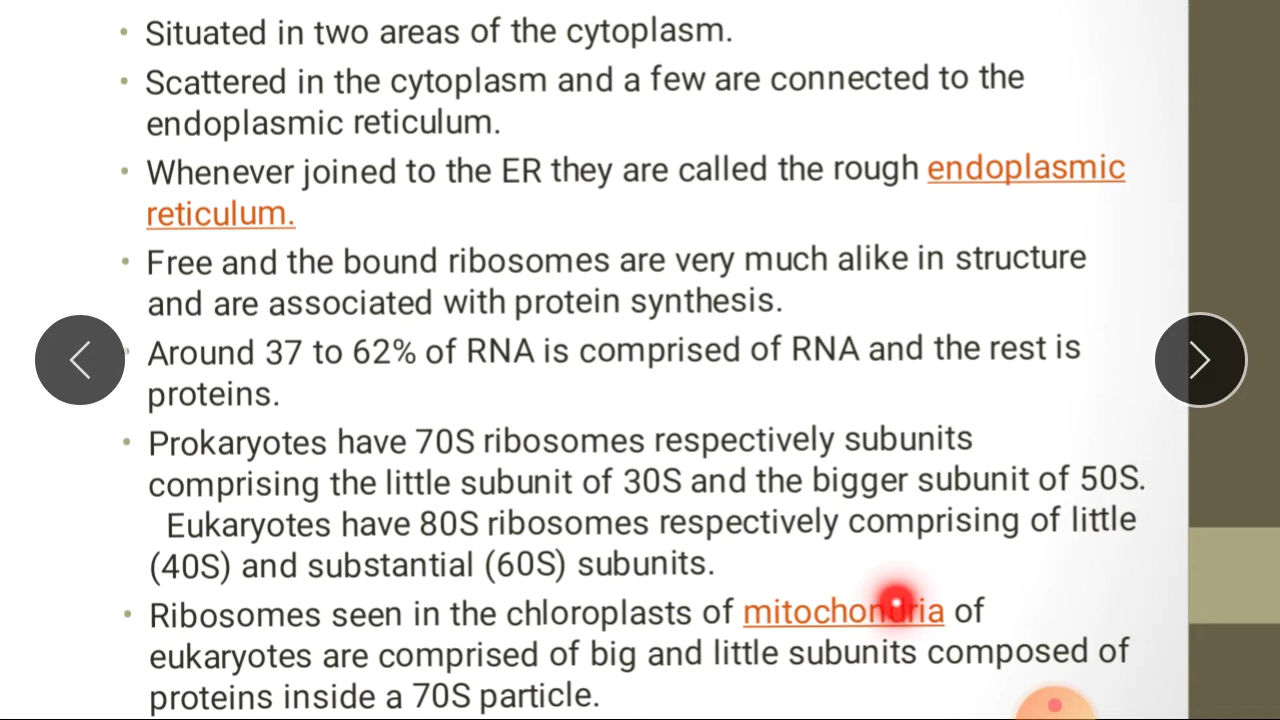 Situated in two areas of the cytoplasm.
Scattered in the cytoplasm and a few are connected to the
endoplasmic reticulum.
Whenever joined to the ER they are called the rough endoplasmic
reticulum.
Free and the bound ribosomes are very much alike in structure
and are associated with protein synthesis.
Around 37 to 62% of RNA is comprised of RNA and the rest is
proteins.
Prokaryotes have 70S ribosomes respectively subunits
comprising the little subunit of 30S and the bigger subunit of 50S.
Eukaryotes have 80S ribosomes respectively comprising of little
(40S) and substantial (60S) subunits.
Ribosomes seen in the chloroplasts of mitochondria of
eukaryotes are comprised of big and little subunits composed of
proteins inside a 70S particle.